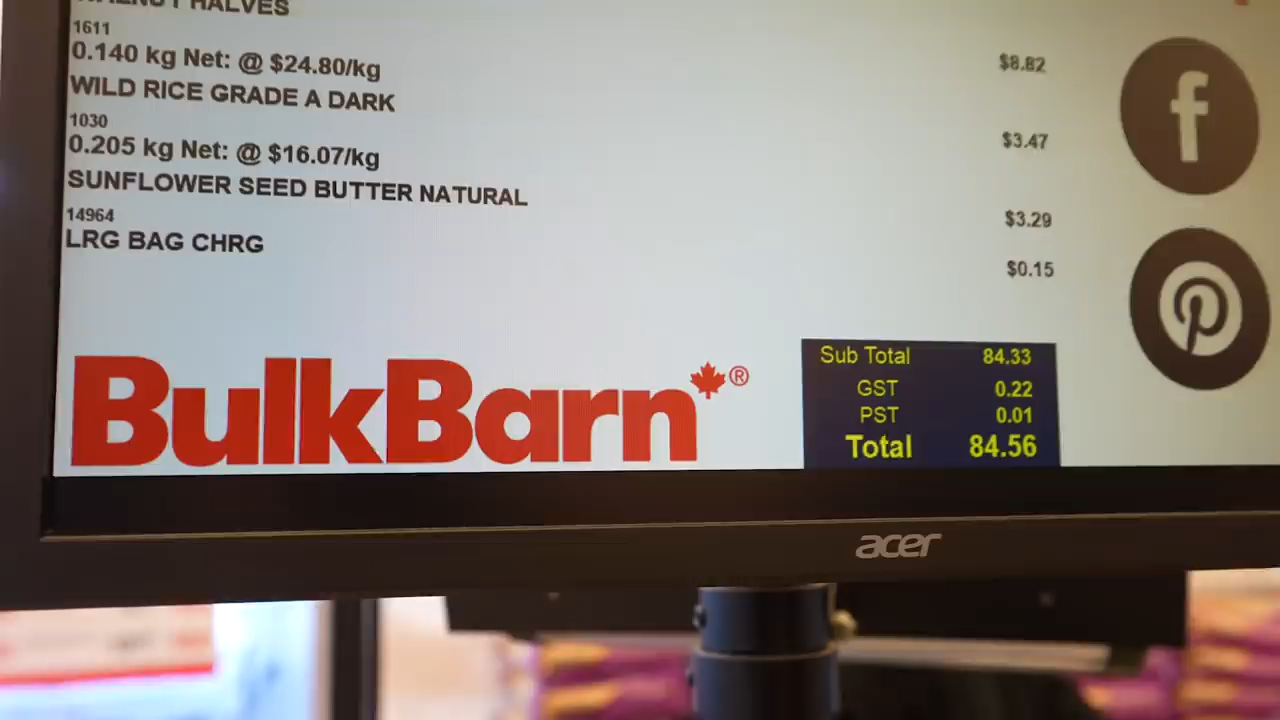 WALNUT HALVES
$8.82
1611
0.140 kg Net: @ $24.80/kg
WILD RICE GRADE A DARK
$3.47
1030
0.205 kg Net: @ $16.07/kg
SUNFLOWER SEED BUTTER NATURAL
$3.29
14964
LRG BAG CHRG
$0.15
BulkBarn®
Sub Total 84.33
GST 0.22
PST 0.01
Total 84.56
acer